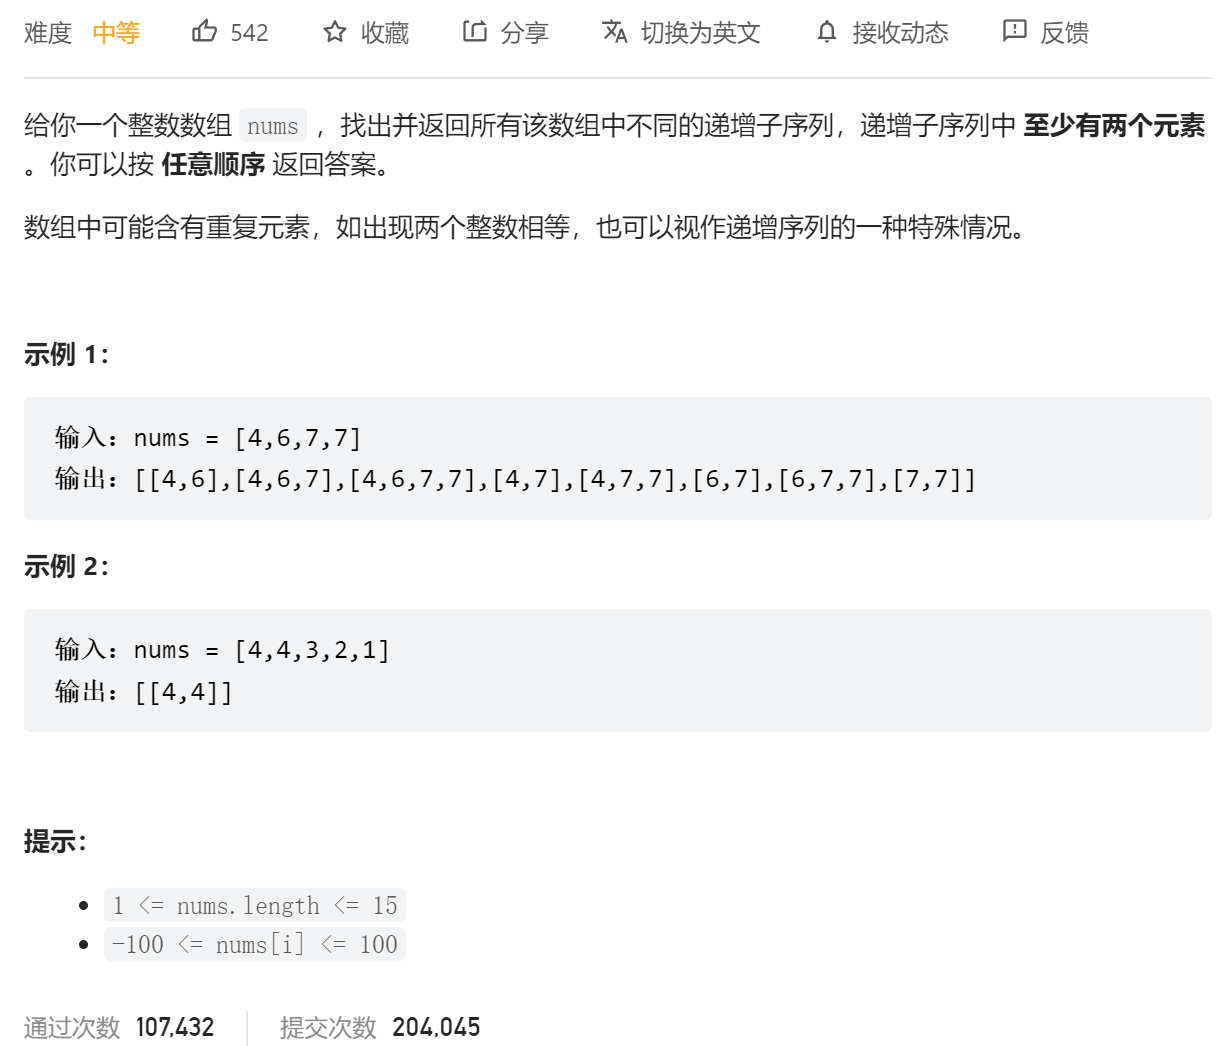 难度 中等 542 收藏 分享 切换为英文 接收动态 反馈
给你一个整数数组 nums ，找出并返回所有该数组中不同的递增子序列，递增子序列中 至少有两个元素
。你可以按 任意顺序 返回答案。
数组中可能含有重复元素，如出现两个整数相等，也可以视作递增序列的一种特殊情况。
示例 1：
输入：nums = [4,6,7,7]
输出：[[4,6],[4,6,7],[4,6,7,7],[4,7],[4,7,7],[6,7],[6,7,7],[7,7]]
示例 2：
输入：nums = [4,4,3,2,1]
输出：[[4,4]]
提示：
• 1 <= nums.length <= 15
• -100 <= nums[i] <= 100
通过次数 107,432 提交次数 204,045